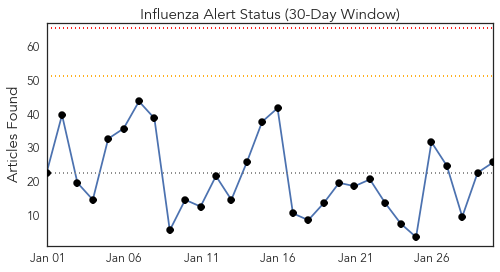 Influenza Alert Status (30-Day Window)
Articles Found
60
50
40
30
20
10
Jan 01 Jan 06 Jan 11 Jan 16 Jan 21 Jan 26